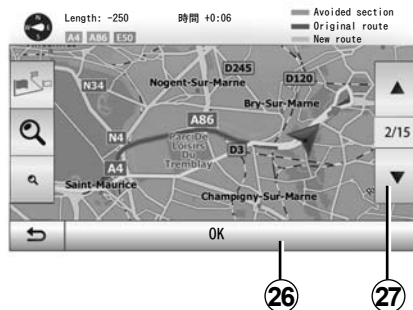 Length: -250 時間 +0:06 Avoided section
Original route
A4 A86 E50 New route
D245
N34 Nogent-Sur-Marne D120
Bry-Sur-Marne
A86
2/15
N4 Parc De
Loisirs
Du
Tremblay D3
A4
Saint-Maurice
Champigny-Sur-Marne
OK
26 27